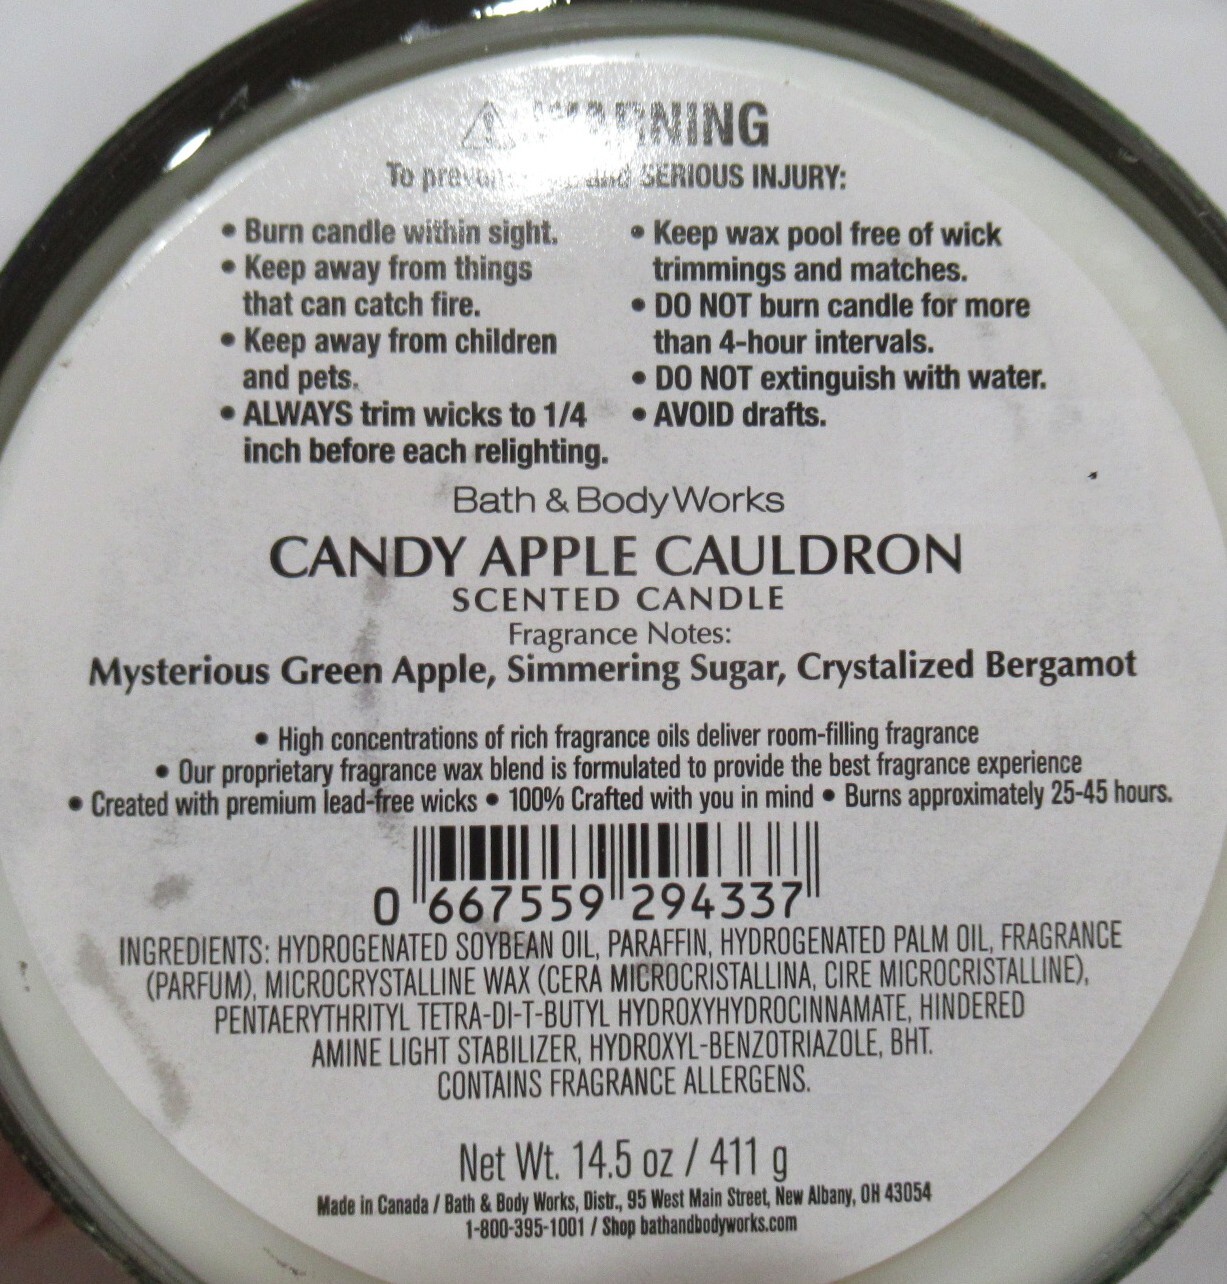 WARNING
To prevent and SERIOUS INJURY:
• Burn candle within sight.
• Keep away from things
that can catch fire.
• Keep away from children
and pets.
• ALWAYS trim wicks to 1/4
inch before each relighting.
• Keep wax pool free of wick
trimmings and matches.
• DO NOT burn candle for more
than 4-hour intervals.
• DO NOT extinguish with water.
• AVOID drafts.
Bath & Body Works
CANDY APPLE CAULDRON
SCENTED CANDLE
Fragrance Notes:
Mysterious Green Apple, Simmering Sugar, Crystalized Bergamot
• High concentrations of rich fragrance oils deliver room-filling fragrance
• Our proprietary fragrance wax blend is formulated to provide the best fragrance experience
• Created with premium lead-free wicks • 100% Crafted with you in mind • Burns approximately 25-45 hours.
0 667559 294337
INGREDIENTS: HYDROGENATED SOYBEAN OIL, PARAFFIN, HYDROGENATED PALM OIL, FRAGRANCE
(PARFUM), MICROCRYSTALLINE WAX (CERA MICROCRISTALLINA, CIRE MICROCRISTALLINE),
PENTAERYTHRITYL TETRA-DI-T-BUTYL HYDROXYHYDROCINNAMATE, HINDERED
AMINE LIGHT STABILIZER, HYDROXYL-BENZOTRIAZOLE, BHT.
CONTAINS FRAGRANCE ALLERGENS.
Net Wt. 14.5 oz / 411 g
Made in Canada / Bath & Body Works, Distr., 95 West Main Street, New Albany, OH 43054
1-800-395-1001 / Shop bathandbodyworks.com